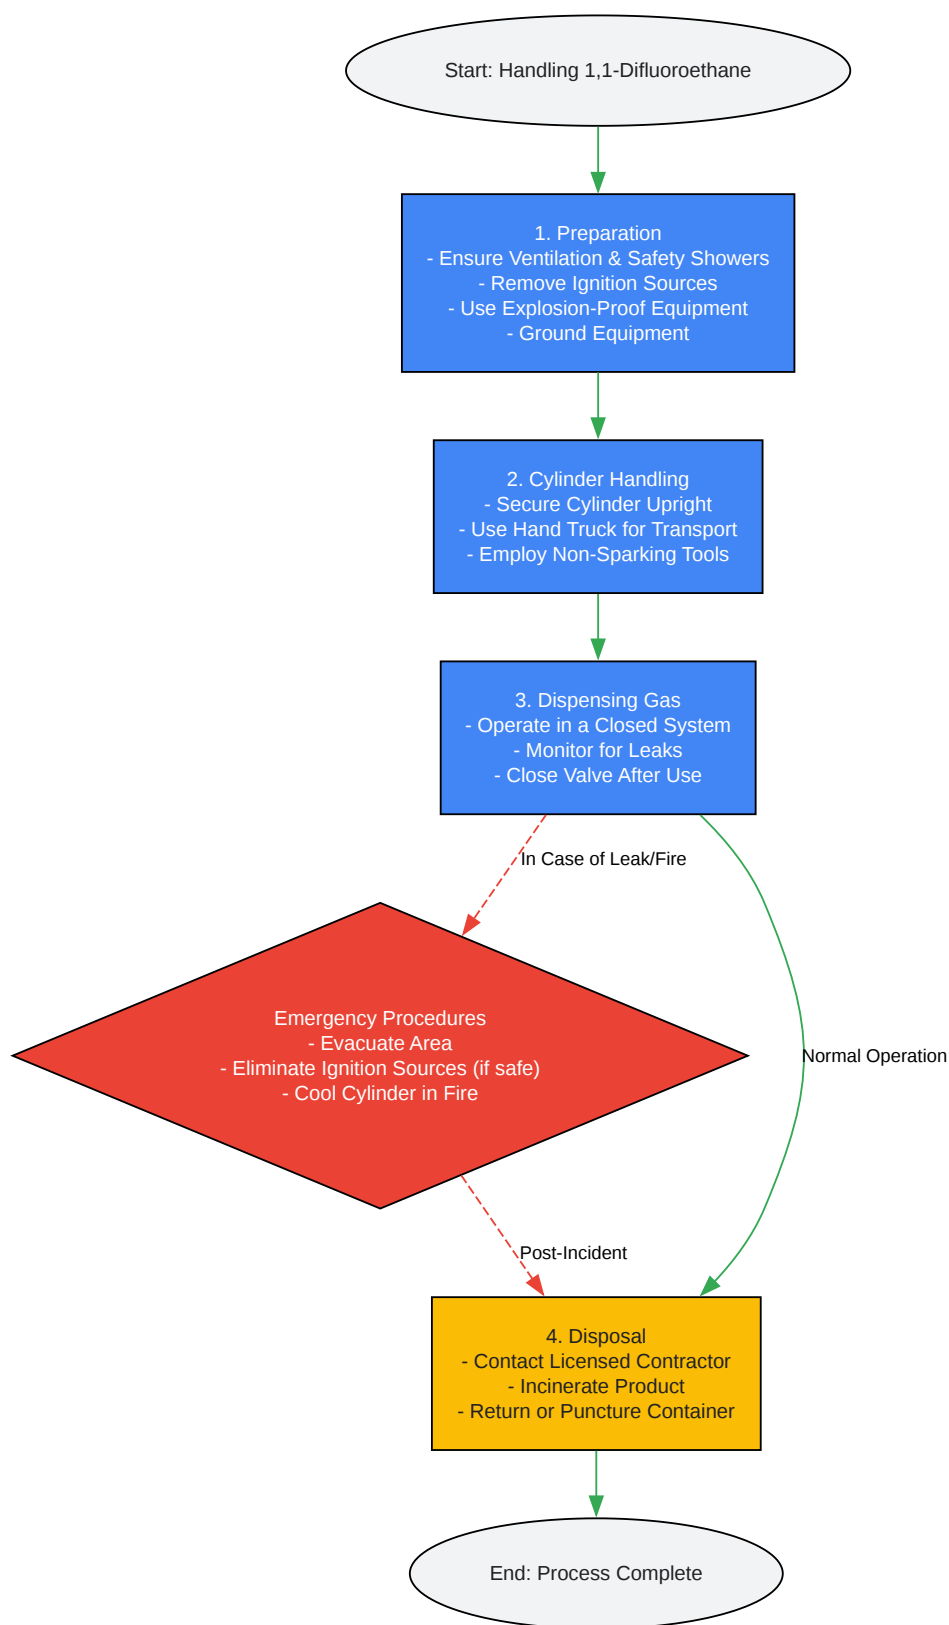 Start: Handling 1,1-Difluoroethane
1. Preparation
- Ensure Ventilation & Safety Showers
- Remove Ignition Sources
- Use Explosion-Proof Equipment
- Ground Equipment
2. Cylinder Handling
- Secure Cylinder Upright
- Use Hand Truck for Transport
- Employ Non-Sparking Tools
3. Dispensing Gas
- Operate in a Closed System
- Monitor for Leaks
- Close Valve After Use
In Case of Leak/Fire
Emergency Procedures
- Evacuate Area
- Eliminate Ignition Sources (if safe)
- Cool Cylinder in Fire
Normal Operation
Post-Incident
4. Disposal
- Contact Licensed Contractor
- Incinerate Product
- Return or Puncture Container
End: Process Complete